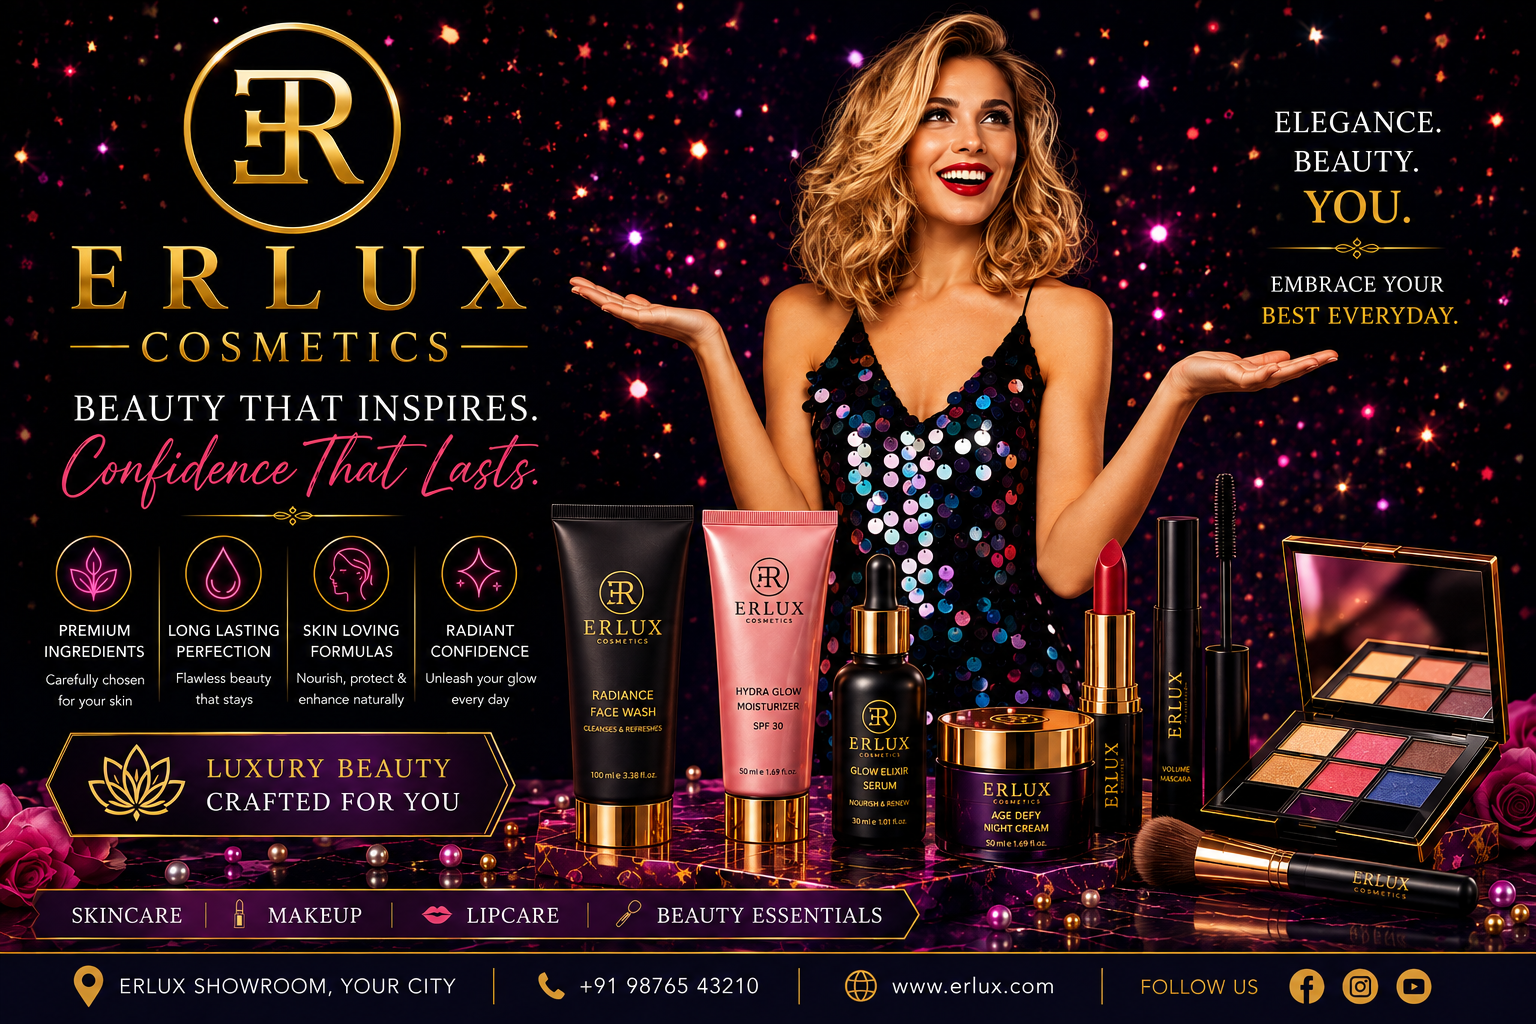 ER
ERLUX
COSMETICS
BEAUTY THAT INSPIRES.
Confidence That Lasts.
PREMIUM
INGREDIENTS
Carefully chosen
for your skin
LONG LASTING
PERFECTION
Flawless beauty
that stays
SKIN LOVING
FORMULAS
Nourish, protect &
enhance naturally
RADIANT
CONFIDENCE
Unleash your glow
every day
LUXURY BEAUTY
CRAFTED FOR YOU
ELEGANCE.
BEAUTY.
YOU.
EMBRACE YOUR
BEST EVERYDAY.
ER
ERLUX
COSMETICS
RADIANCE
FACE WASH
CLEANSES & REFRESHES
100 ml e 3.38 fl.oz.
ER
ERLUX
COSMETICS
HYDRA GLOW
MOISTURIZER
SPF 30
50 ml e 1.69 fl.oz.
ER
ERLUX
COSMETICS
GLOW ELIXIR
SERUM
NOURISH & RENEW
30 ml e 1.01 fl.oz.
ERLUX
COSMETICS
AGE DEFY
NIGHT CREAM
50 ml e 1.69 fl.oz.
ERLUX
ERLUX
VOLUME
MASCARA
ERLUX
COSMETICS
SKINCARE
MAKEUP
LIPCARE
BEAUTY ESSENTIALS
ERLUX SHOWROOM, YOUR CITY
+91 98765 43210
www.erlux.com
FOLLOW US